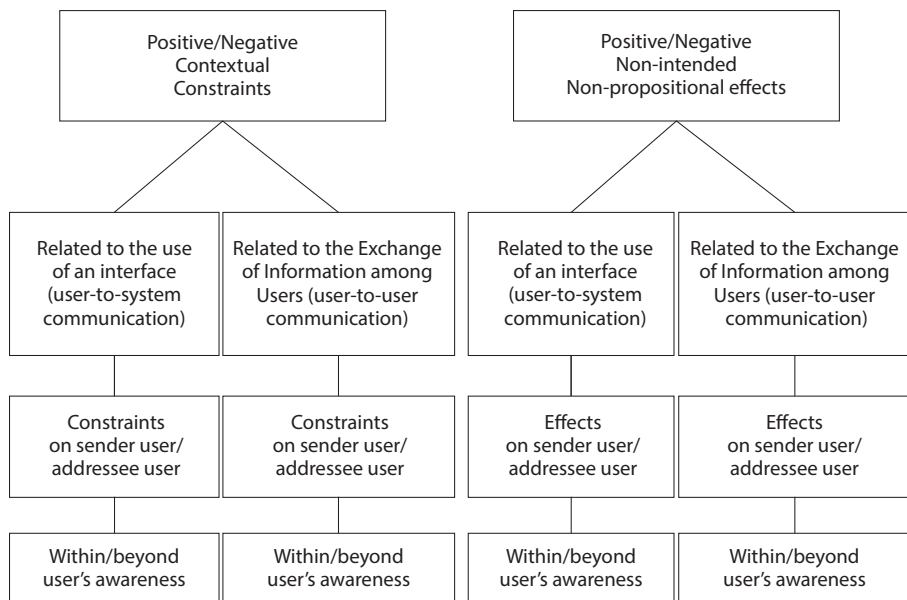 Positive/Negative
Contextual
Constraints
Positive/Negative
Non-intended
Non-propositional effects
Related to the use
of an interface
(user-to-system
communication)
Related to the Exchange
of Information among
Users (user-to-user
communication)
Related to the use
of an interface
(user-to-system
communication)
Related to the Exchange
of Information among
Users (user-to-user
communication)
Constraints
on sender user/
addressee user
Constraints
on sender user/
addressee user
Effects
on sender user/
addressee user
Effects
on sender user/
addressee user
Within/beyond
user’s awareness
Within/beyond
user’s awareness
Within/beyond
user’s awareness
Within/beyond
user’s awareness